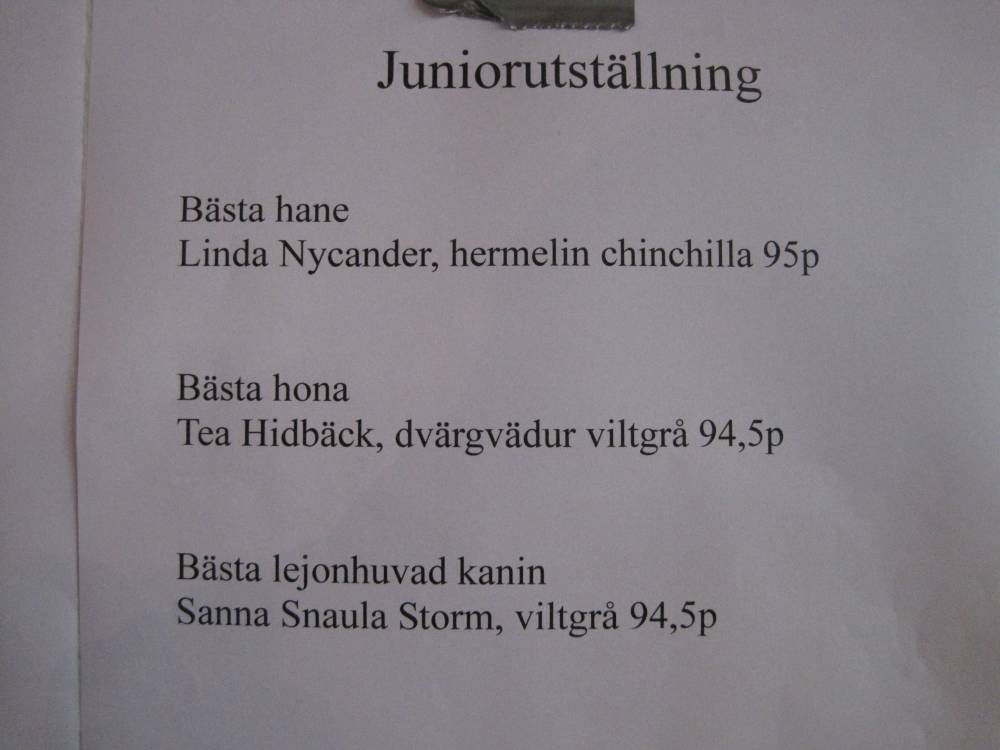 Juniorutställning
Bästa hane
Linda Nycander, hermelin chinchilla 95p
Bästa hona
Tea Hidbäck, dvärgvädur viltgrå 94,5p
Bästa lejonhuvad kanin
Sanna Snaula Storm, viltgrå 94,5p